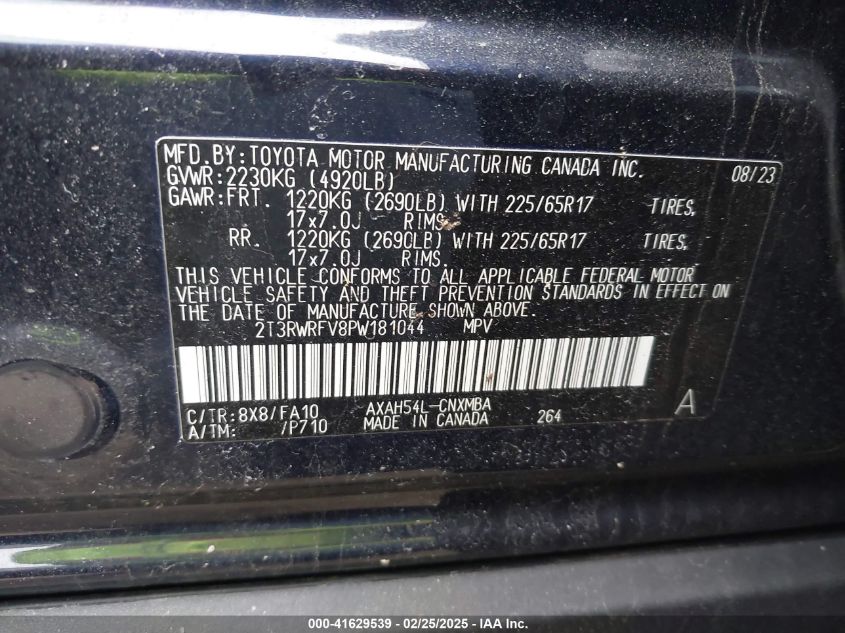 MFD. BY: TOYOTA MOTOR MANUFACTURING CANADA INC. 08/23
GVWR: 2230KG (4920LB)
GAWR: FRT. 1220KG (2690LB) WITH 225/65R17 TIRES,
17x7.0J RIMS.
RR. 1220KG (2690LB) WITH 225/65R17 TIRES,
17x7.0J RIMS.
THIS VEHICLE CONFORMS TO ALL APPLICABLE FEDERAL MOTOR
VEHICLE SAFETY AND THEFT PREVENTION STANDARDS IN EFFECT ON
THE DATE OF MANUFACTURE SHOWN ABOVE.
2T3RWRFV8PW181044 MPV
C/TR: 8X8/FA10 AXAH54L-CNXMBA A
A/TM: /P710 MADE IN CANADA 264
000-41629539 - 02/25/2025 - IAA Inc.